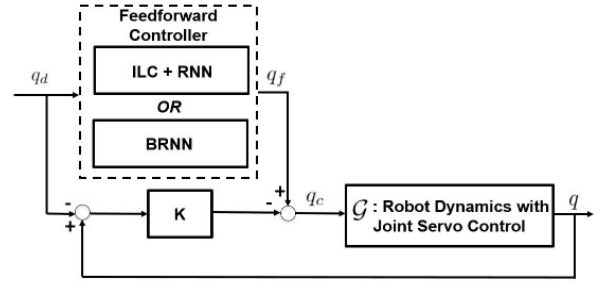 Feedforward
Controller
q_d
ILC + RNN
q_f
OR
BRNN
-
+
K
+
-
q_c
𝒢 : Robot Dynamics with
Joint Servo Control
q